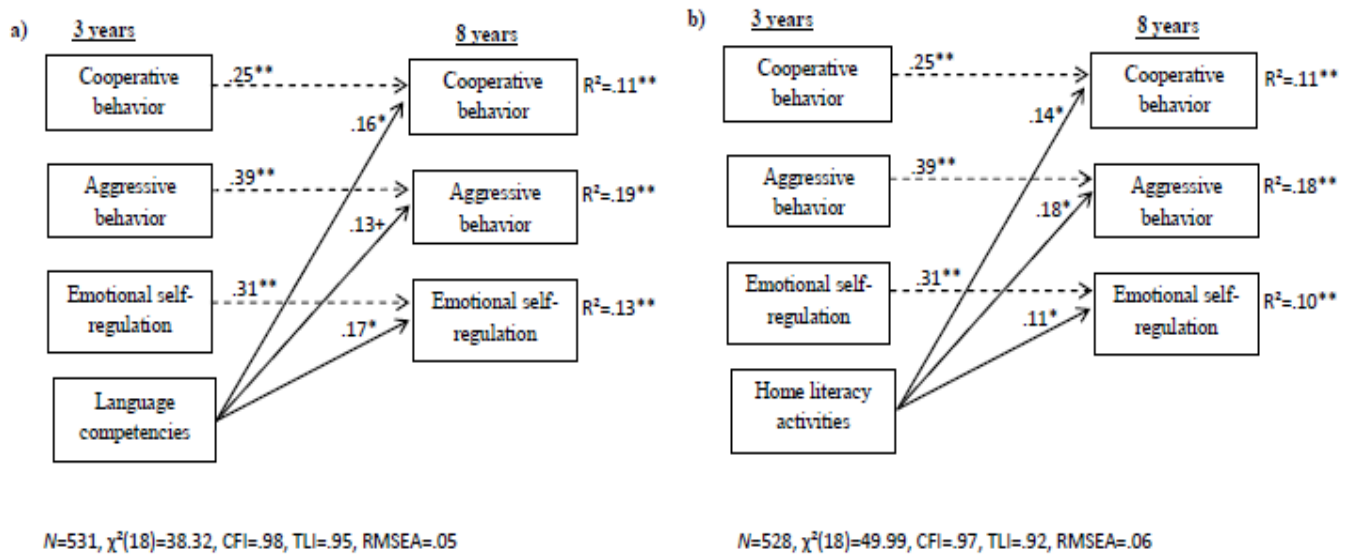 a)
3 years
8 years
Cooperative
behavior
.25**
Cooperative
behavior
R²=.11**
.16*
Aggressive
behavior
.39**
Aggressive
behavior
R²=.19**
.13+
Emotional self-
regulation
.31**
Emotional self-
regulation
R²=.13**
.17*
Language
competencies
N=531, χ²(18)=38.32, CFI=.98, TLI=.95, RMSEA=.05
b)
3 years
8 years
Cooperative
behavior
.25**
Cooperative
behavior
R²=.11**
.14*
Aggressive
behavior
.39**
Aggressive
behavior
R²=.18**
.18*
Emotional self-
regulation
.31**
Emotional self-
regulation
R²=.10**
.11*
Home literacy
activities
N=528, χ²(18)=49.99, CFI=.97, TLI=.92, RMSEA=.06